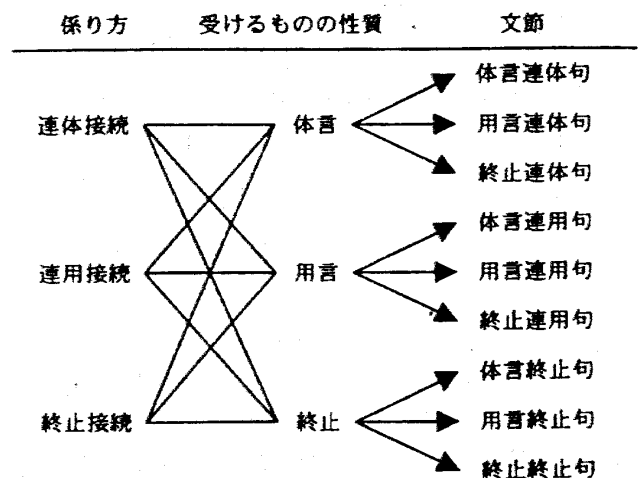 係り方 受けるものの性質 文節
体言連体句
連体接続 体言 用言連体句
終止連体句
体言連用句
連用接続 用言 用言連用句
終止連用句
体言終止句
終止接続 終止 用言終止句
終止終止句